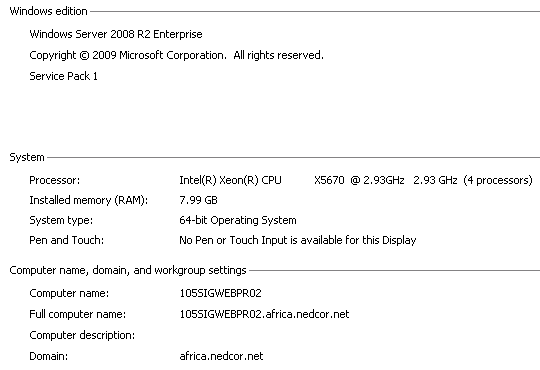 Windows edition
Windows Server 2008 R2 Enterprise
Copyright © 2009 Microsoft Corporation.  All rights reserved.
Service Pack 1
System
Processor: Intel(R) Xeon(R) CPU X5670 @ 2.93GHz 2.93 GHz (4 processors)
Installed memory (RAM): 7.99 GB
System type: 64-bit Operating System
Pen and Touch: No Pen or Touch Input is available for this Display
Computer name, domain, and workgroup settings
Computer name: 105SIGWEBPR02
Full computer name: 105SIGWEBPR02.africa.nedcor.net
Computer description:
Domain: africa.nedcor.net